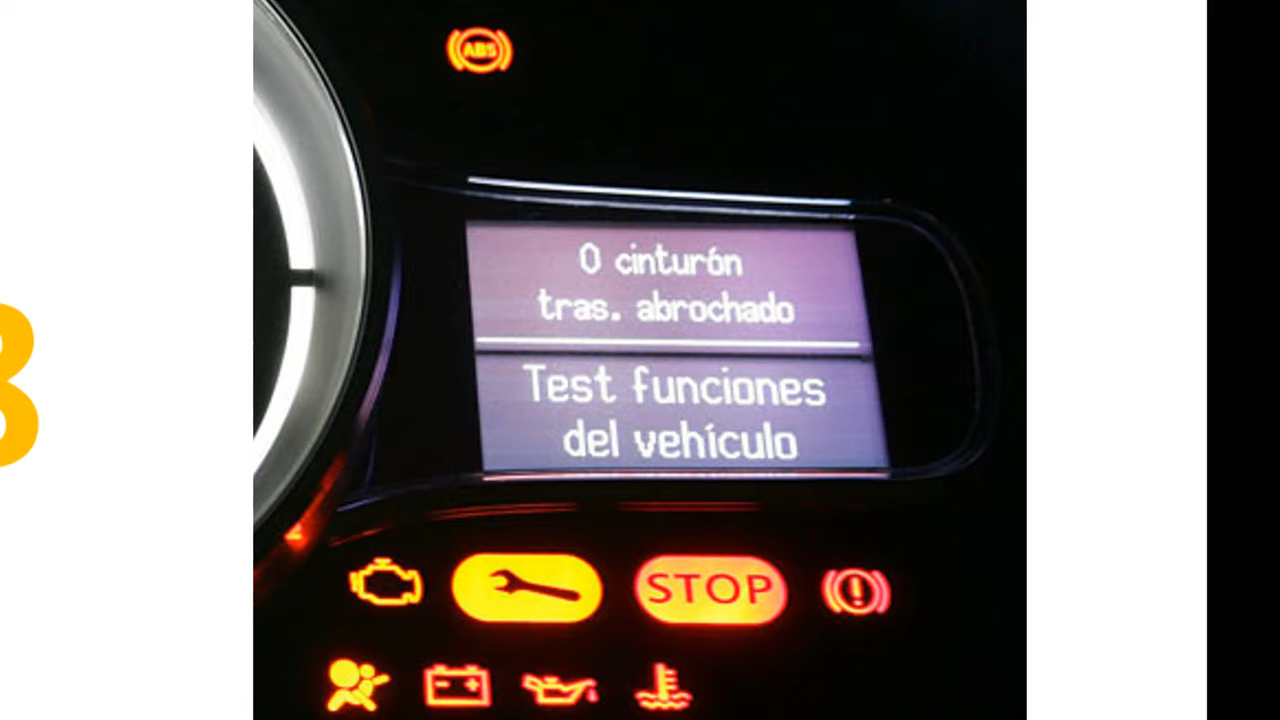 ABS
0 cinturón
tras. abrochado
Test funciones
del vehículo
STOP